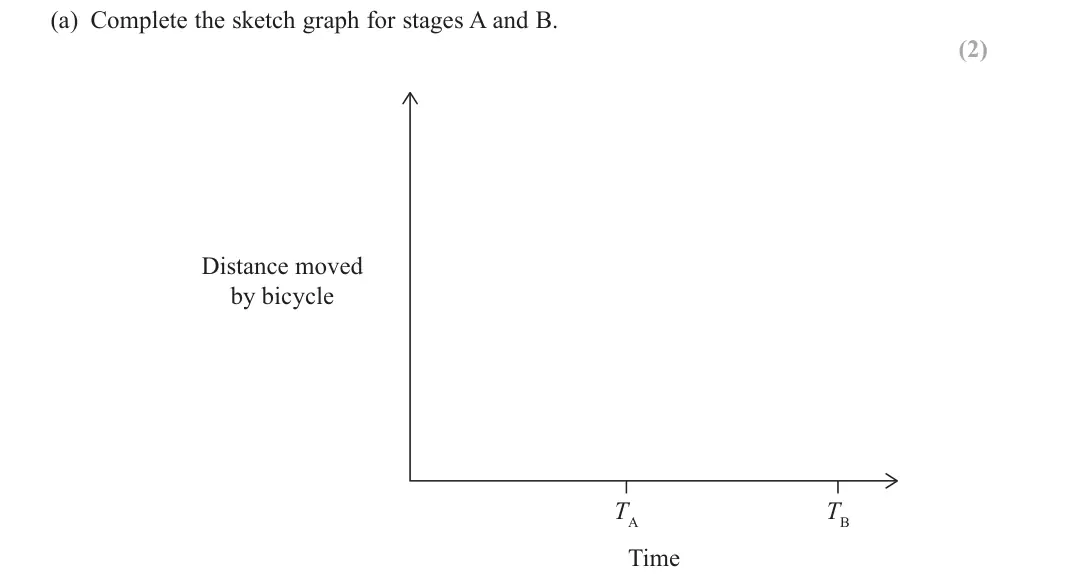 (a) Complete the sketch graph for stages A and B.
(2)
Distance moved
by bicycle
T_A
T_B
Time